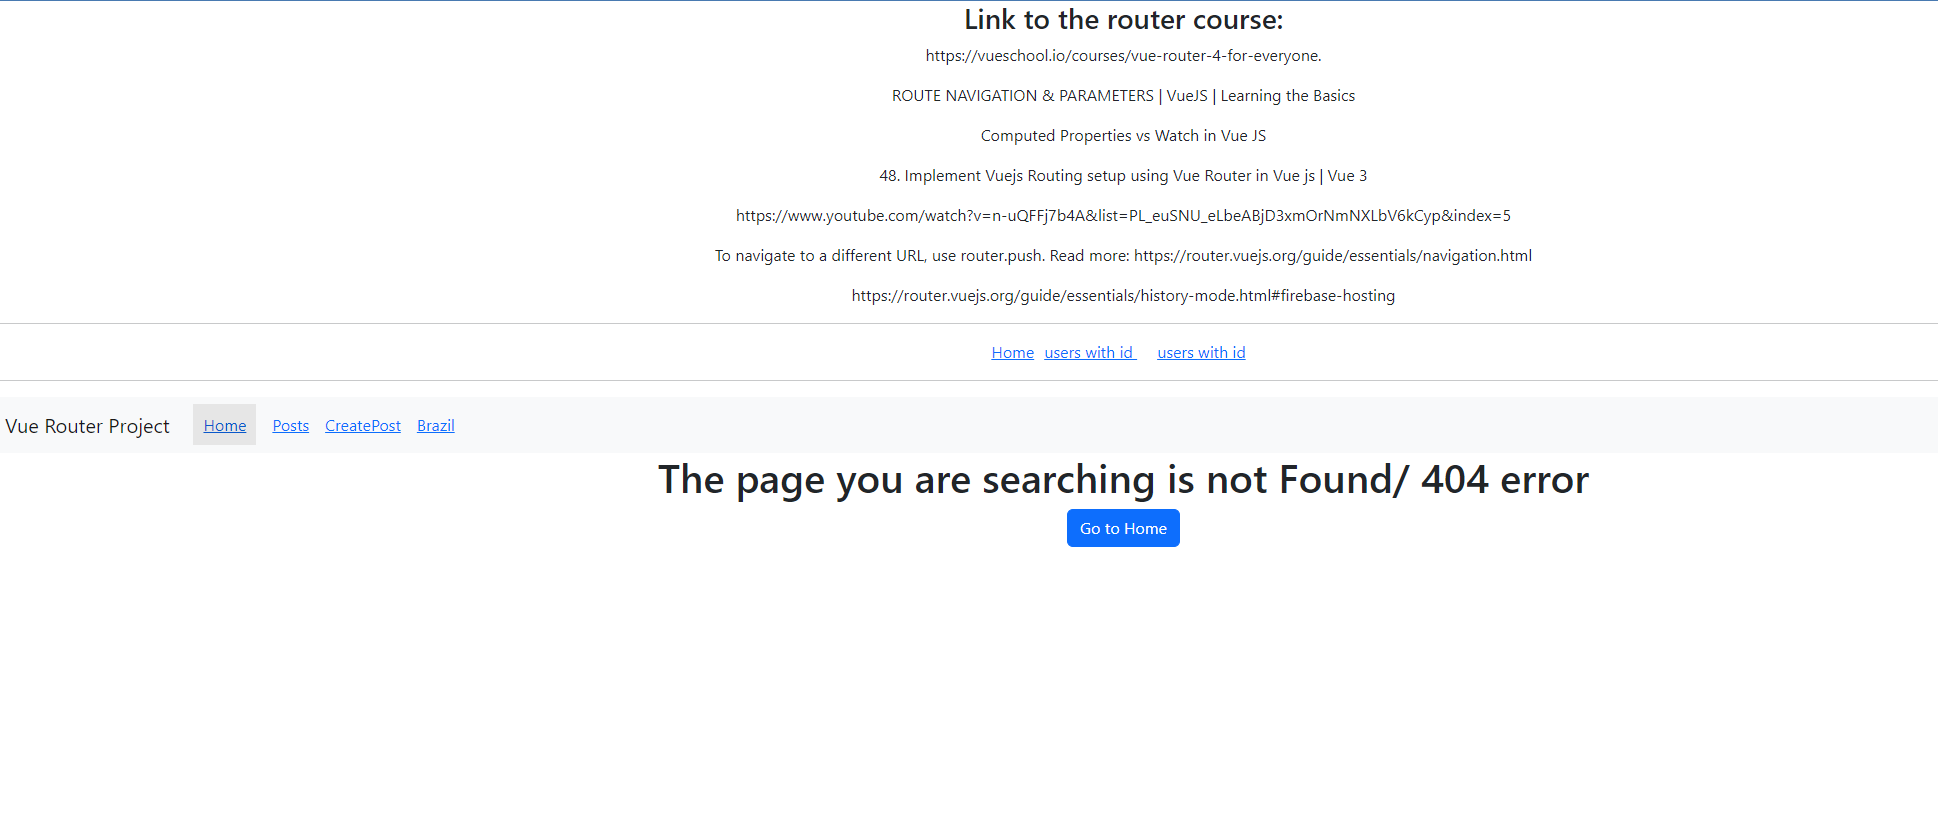 Link to the router course:
https://vueschool.io/courses/vue-router-4-for-everyone.
ROUTE NAVIGATION & PARAMETERS | VueJS | Learning the Basics
Computed Properties vs Watch in Vue JS
48. Implement Vuejs Routing setup using Vue Router in Vue js | Vue 3
https://www.youtube.com/watch?v=n-uQFFj7b4A&list=PL_euSNU_eLbeABjD3xmOrNmNXLbV6kCyp&index=5
To navigate to a different URL, use router.push. Read more: https://router.vuejs.org/guide/essentials/navigation.html
https://router.vuejs.org/guide/essentials/history-mode.html#firebase-hosting
Home users with id users with id
Vue Router Project Home Posts CreatePost Brazil
The page you are searching is not Found/ 404 error
Go to Home